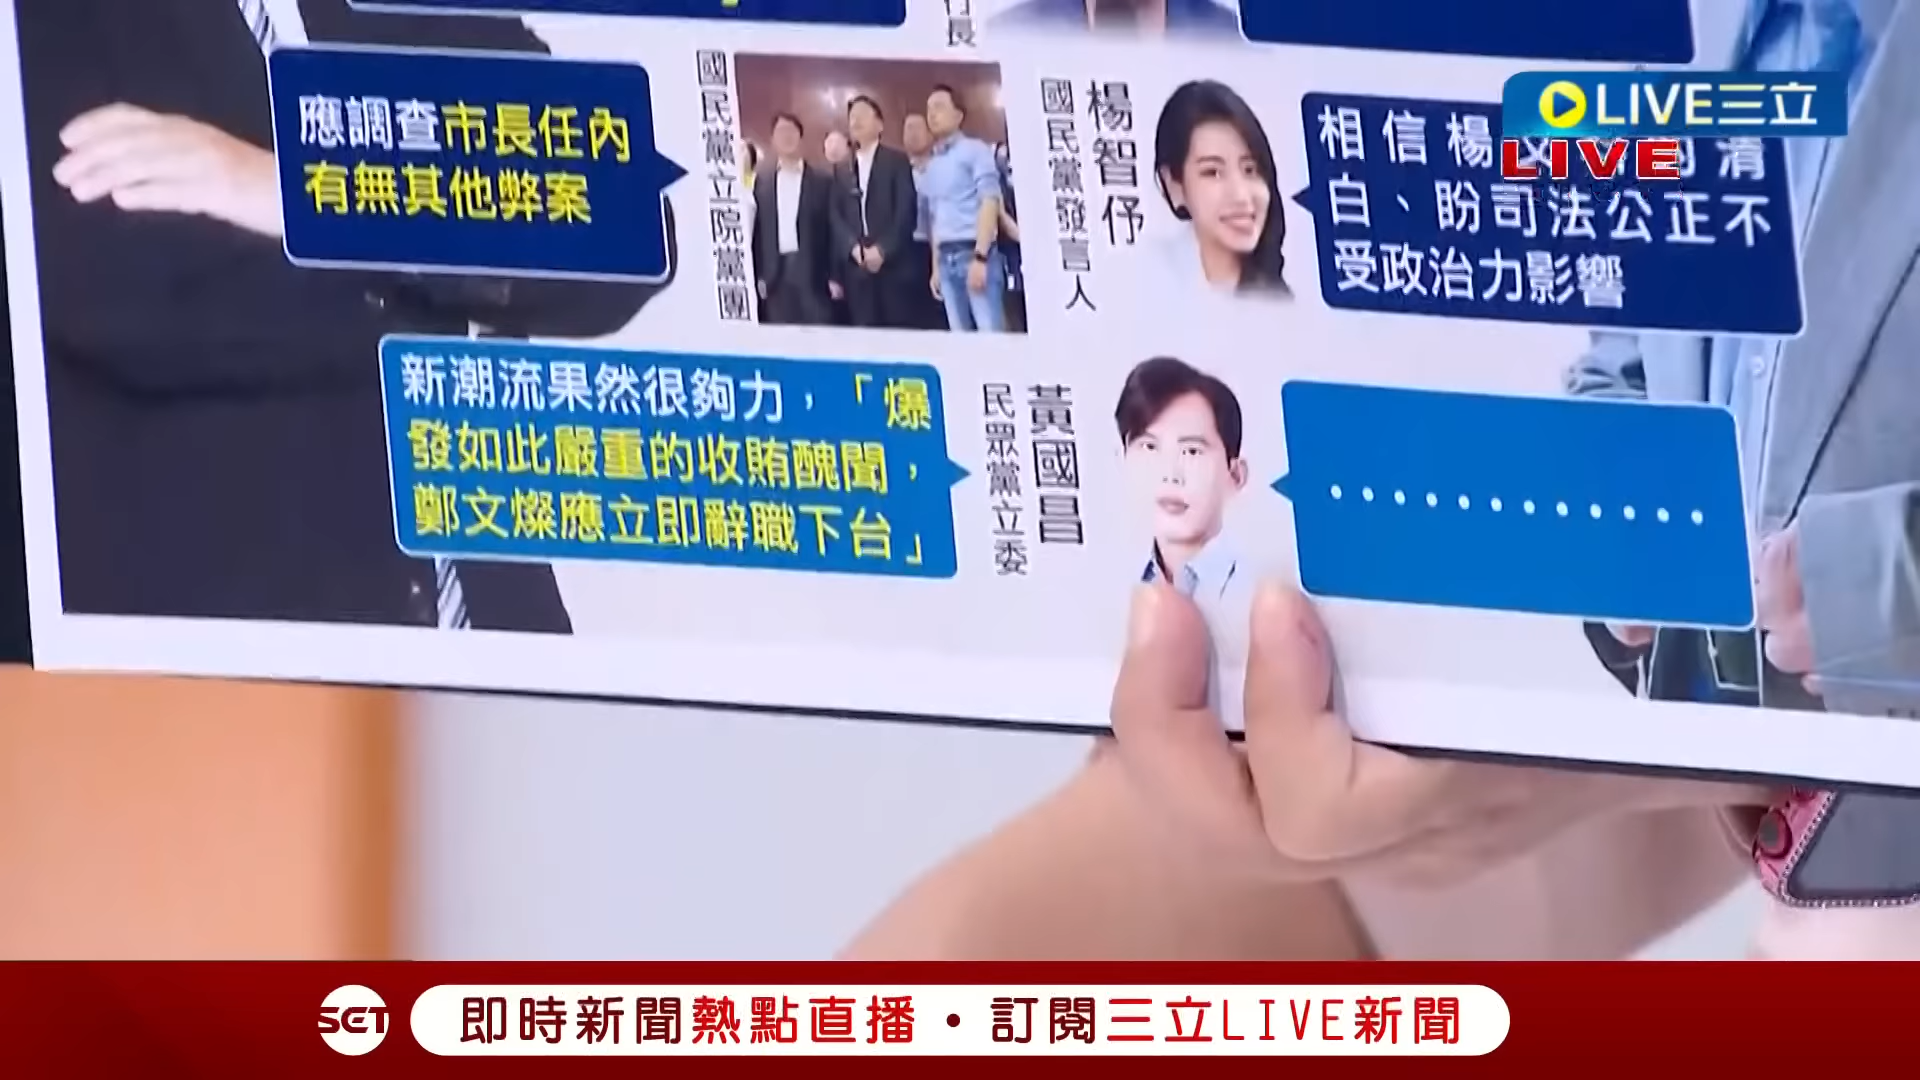 行長
LIVE三立
LIVE
應調查市長任內
有無其他弊案
國民黨立院黨團
楊智伃
國民黨發言人
相信楊文科的清
白、盼司法公正不
受政治力影響
新潮流果然很夠力,「爆
發如此嚴重的收賄醜聞,
鄭文燦應立即辭職下台」
黃國昌
民眾黨立委
............
SET
即時新聞熱點直播・訂閱三立LIVE新聞